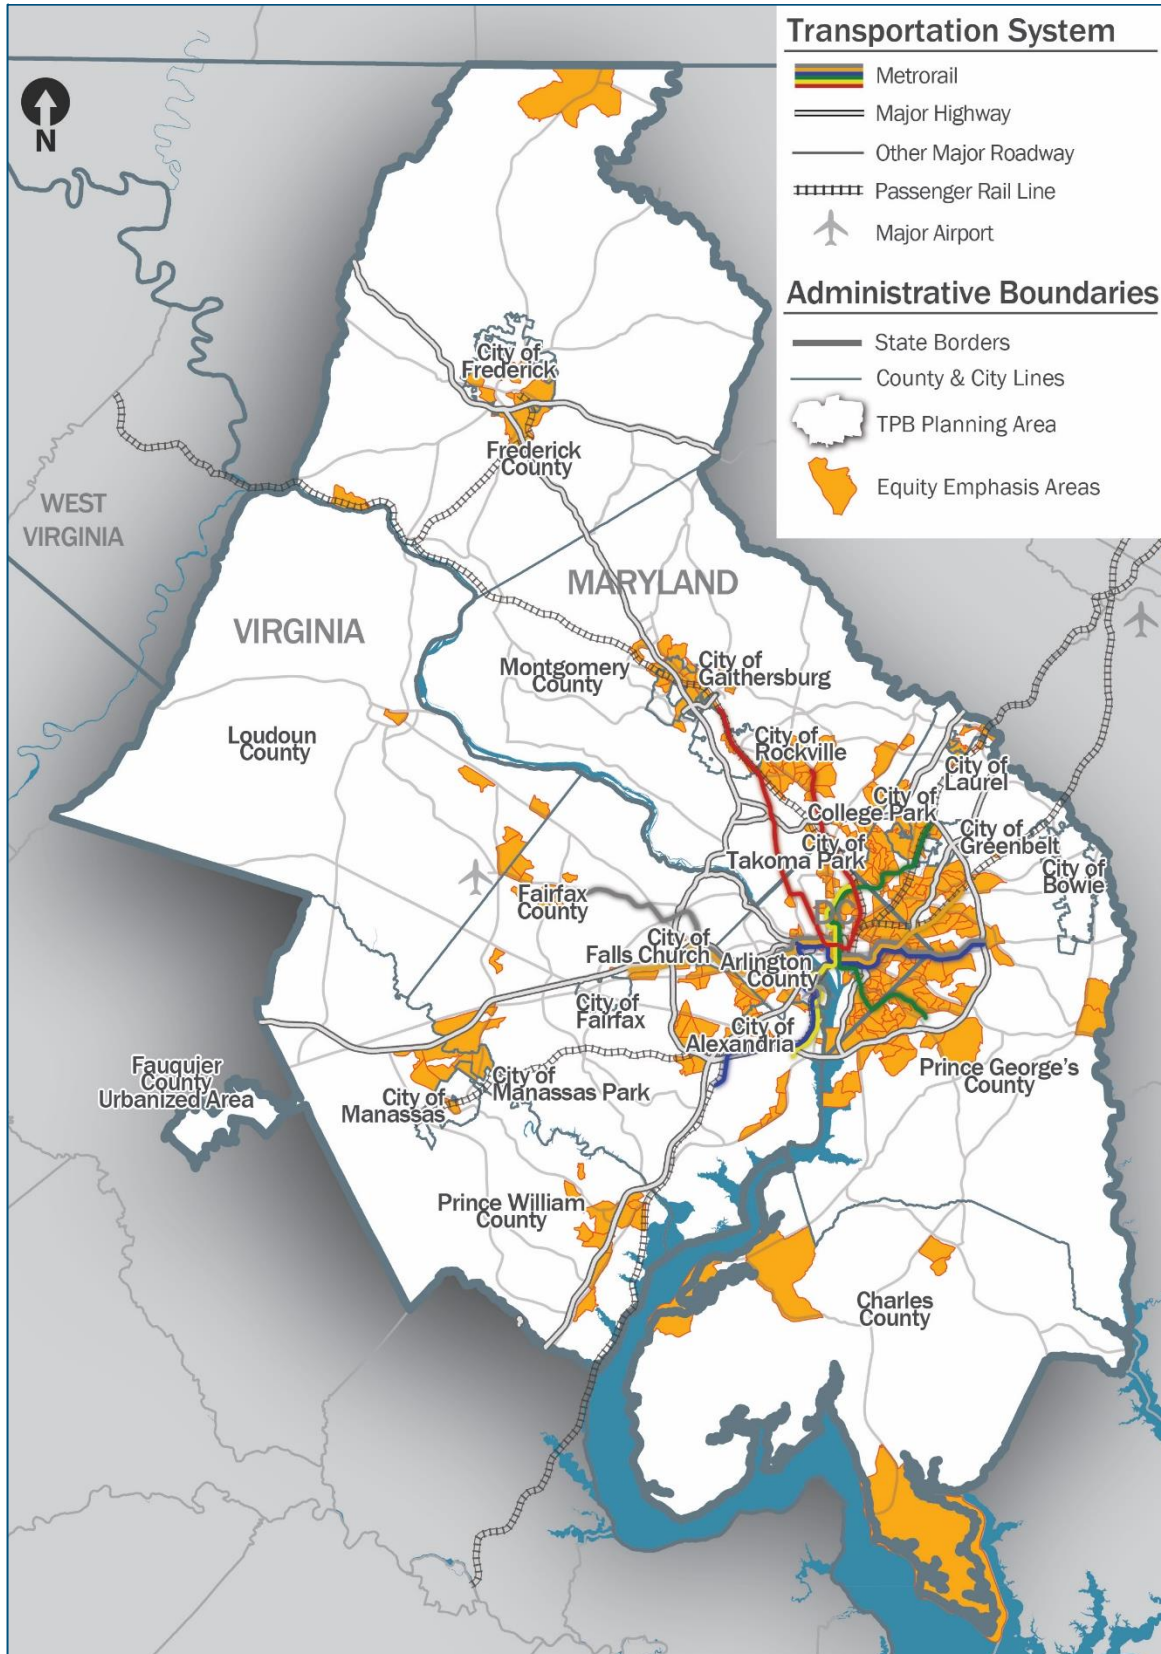 Transportation System
Metrorail
Major Highway
Other Major Roadway
Passenger Rail Line
Major Airport
Administrative Boundaries
State Borders
County & City Lines
TPB Planning Area
Equity Emphasis Areas
N
City of
Frederick
Frederick
County
WEST
VIRGINIA
MARYLAND
VIRGINIA
Montgomery
County
City of
Gaithersburg
Loudoun
County
City of
Rockville
City of
Laurel
City of
College Park
City of
Greenbelt
City of
Takoma Park
City of
Bowie
DC
Fairfax
County
City of
Falls Church
Arlington
County
City of
Fairfax
City of
Alexandria
Prince George's
County
Fauquier
County
Urbanized Area
City of
Manassas Park
City of
Manassas
Prince William
County
Charles
County